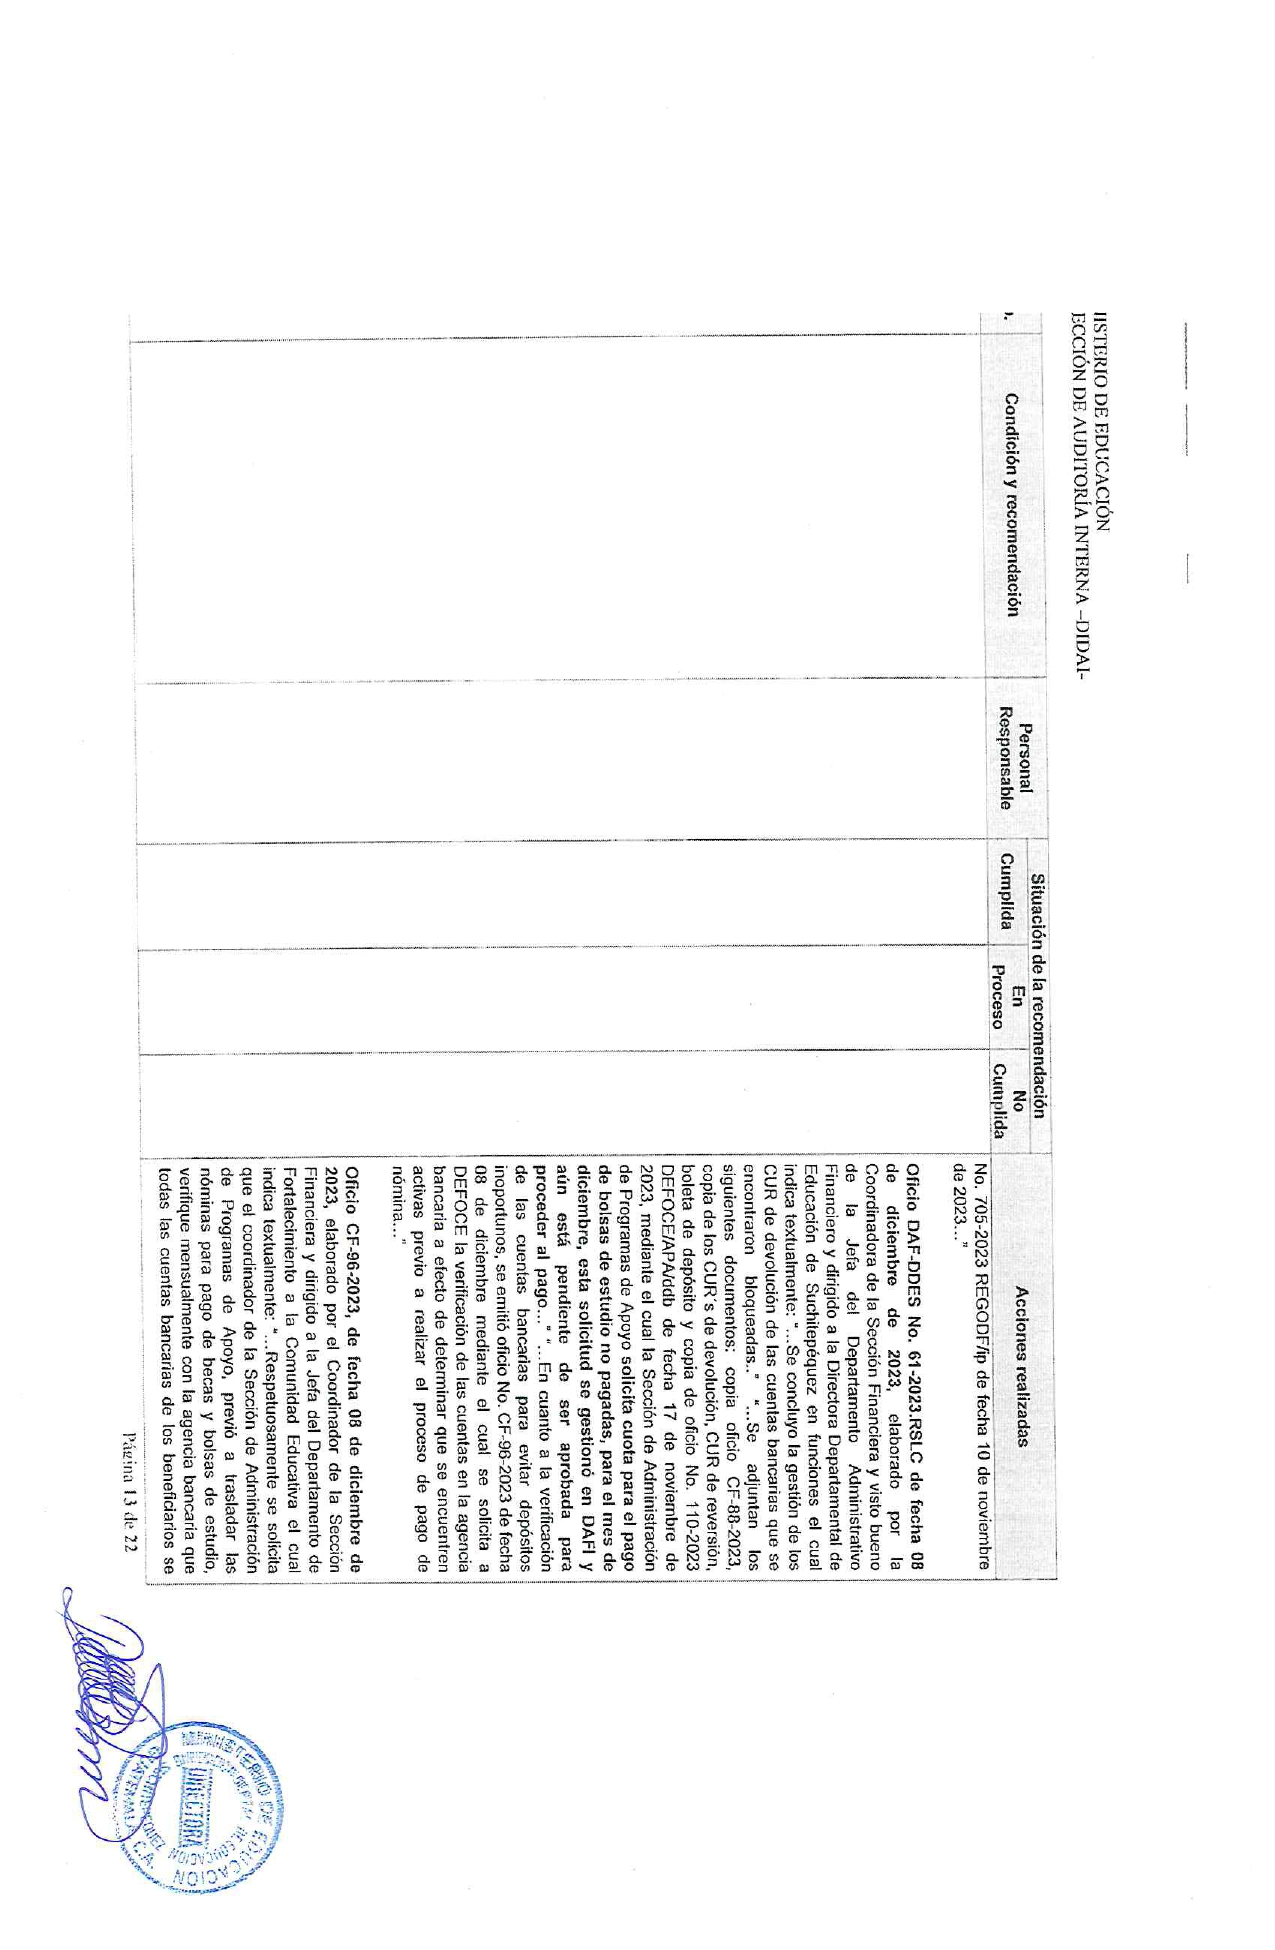 IISTERIO DE EDUCACIÓN
ECCIÓN DE AUDITORÍA INTERNA –DIDAI-
Condición y recomendación
Personal
Responsable
Situación de la recomendación
Cumplida
En
Proceso
No
Cumplida
Acciones realizadas
No. 705-2023 REGODF/ip de fecha 10 de noviembre
de 2023…"
Oficio DAF-DDES No. 61-2023.RSLC de fecha 08
de diciembre de 2023, elaborado por la
Coordinadora de la Sección Financiera y visto bueno
de la Jefa del Departamento Administrativo
Financiero y dirigido a la Directora Departamental de
Educación de Suchitepéquez en funciones el cual
indica textualmente: "…Se concluyo la gestión de los
CUR de devolución de las cuentas bancarias que se
encontraron bloqueadas.." "…Se adjuntan los
siguientes documentos: copia oficio CF-88-2023,
copia de los CUR´s de devolución, CUR de reversión,
boleta de depósito y copia de oficio No. 110-2023
DEFOCE/APA/ddb de fecha 17 de noviembre de
2023, mediante el cual la Sección de Administración
de Programas de Apoyo solicita cuota para el pago
de bolsas de estudio no pagadas, para el mes de
diciembre, esta solicitud se gestionó en DAFI y
aún está pendiente de ser aprobada para
proceder al pago…" "…En cuanto a la verificación
de las cuentas bancarias para evitar depósitos
inoportunos, se emitió oficio No. CF-96-2023 de fecha
08 de diciembre mediante el cual se solicita a
DEFOCE la verificación de las cuentas en la agencia
bancaria a efecto de determinar que se encuentren
activas previo a realizar el proceso de pago de
nómina…"
Oficio CF-96-2023, de fecha 08 de diciembre de
2023, elaborado por el Coordinador de la Sección
Financiera y dirigido a la Jefa del Departamento de
Fortalecimiento a la Comunidad Educativa el cual
indica textualmente: "…Respetuosamente se solicita
que el coordinador de la Sección de Administración
de Programas de Apoyo, previó a trasladar las
nóminas para pago de becas y bolsas de estudio,
verifique mensualmente con la agencia bancaria que
todas las cuentas bancarias de los beneficiarios se
Página 13 de 22
MINISTERIO DE EDUCACION
DIRECTORA
C.A.